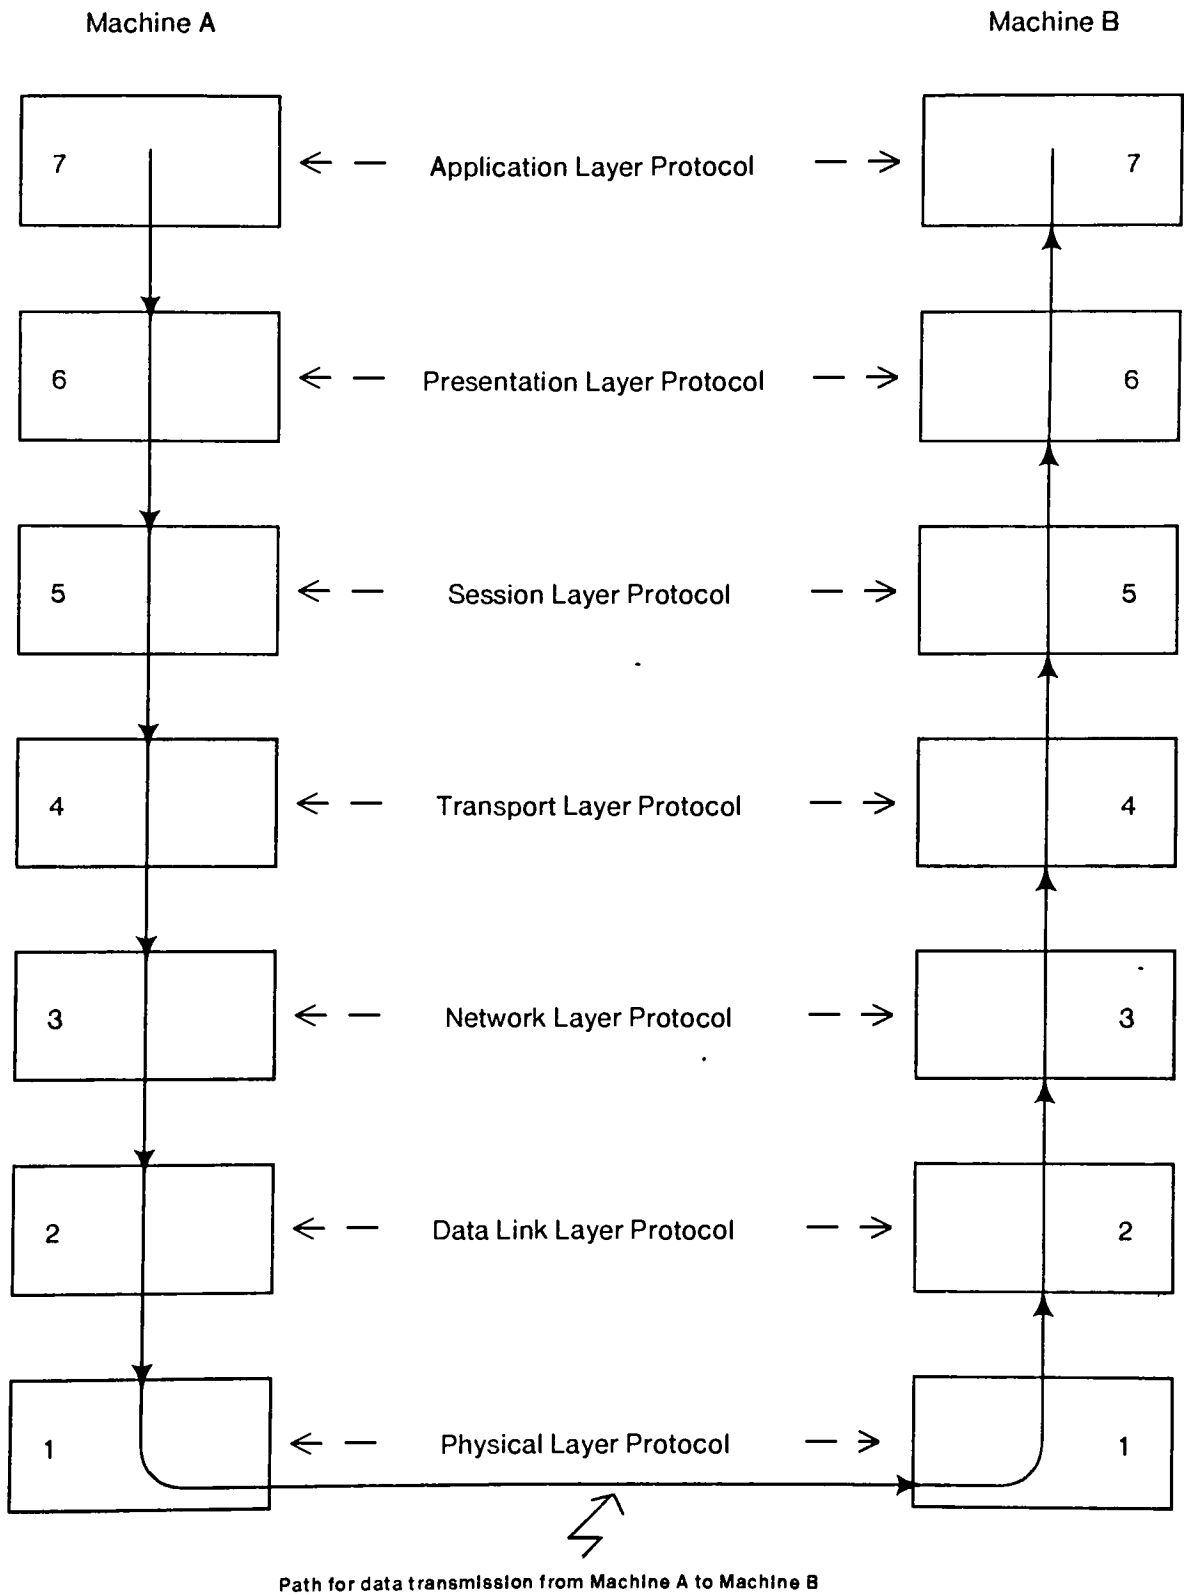 Machine A Machine B
7 Application Layer Protocol 7
6 Presentation Layer Protocol 6
5 Session Layer Protocol 5
4 Transport Layer Protocol 4
3 Network Layer Protocol 3
2 Data Link Layer Protocol 2
1 Physical Layer Protocol 1
Path for data transmission from Machine A to Machine B